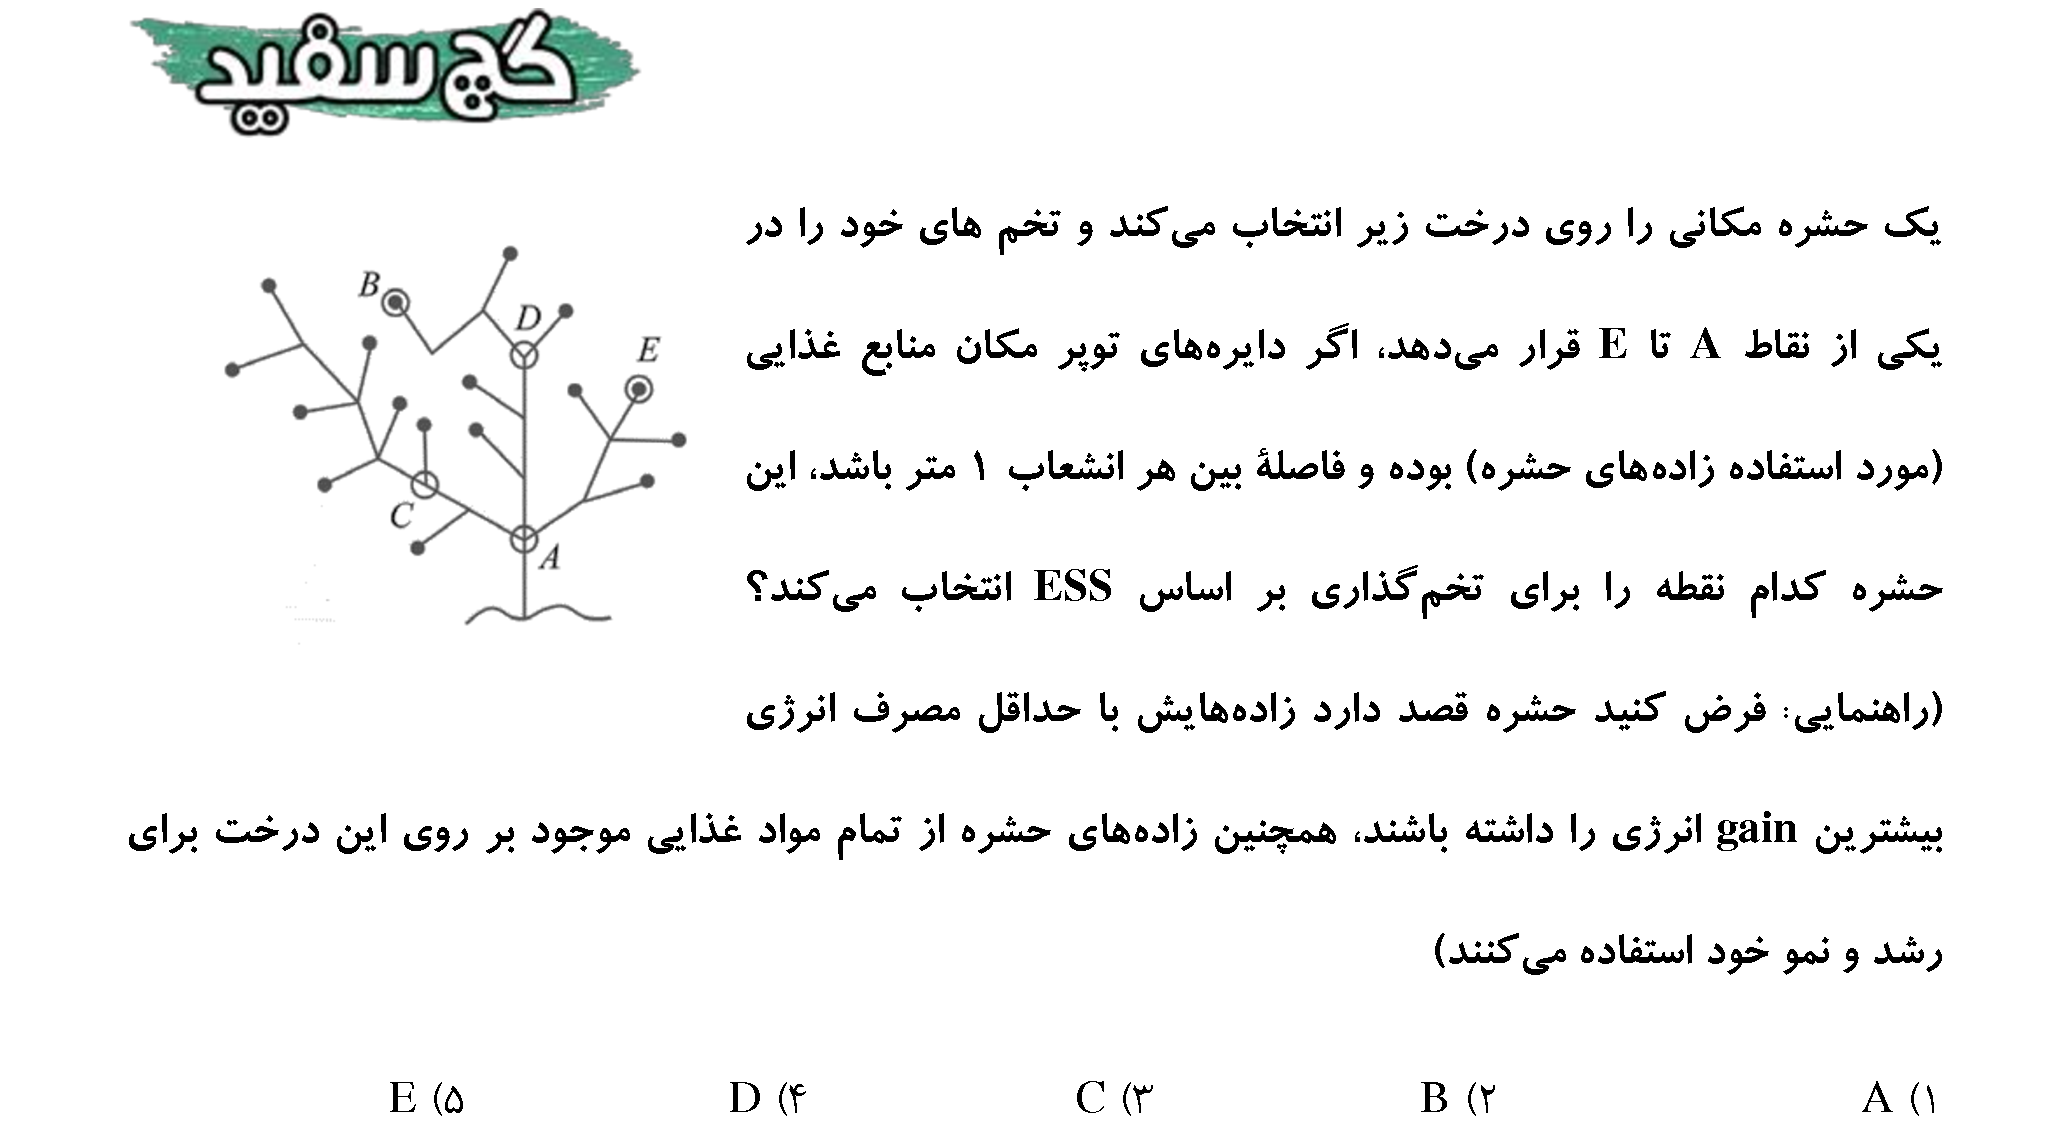 گچ سفید
یک حشره مکانی را روی درخت زیر انتخاب می‌کند و تخم های خود را در
یکی از نقاط A تا E قرار می‌دهد، اگر دایره‌های توپر مکان منابع غذایی
(مورد استفاده زاده‌های حشره) بوده و فاصلهٔ بین هر انشعاب ۱ متر باشد، این
حشره کدام نقطه را برای تخم‌گذاری بر اساس ESS انتخاب می‌کند؟
(راهنمایی: فرض کنید حشره قصد دارد زاده‌هایش با حداقل مصرف انرژی
بیشترین gain انرژی را داشته باشند، همچنین زاده‌های حشره از تمام مواد غذایی موجود بر روی این درخت برای
رشد و نمو خود استفاده می‌کنند)
B
D
E
C
A
۱) A ۲) B ۳) C ۴) D ۵) E